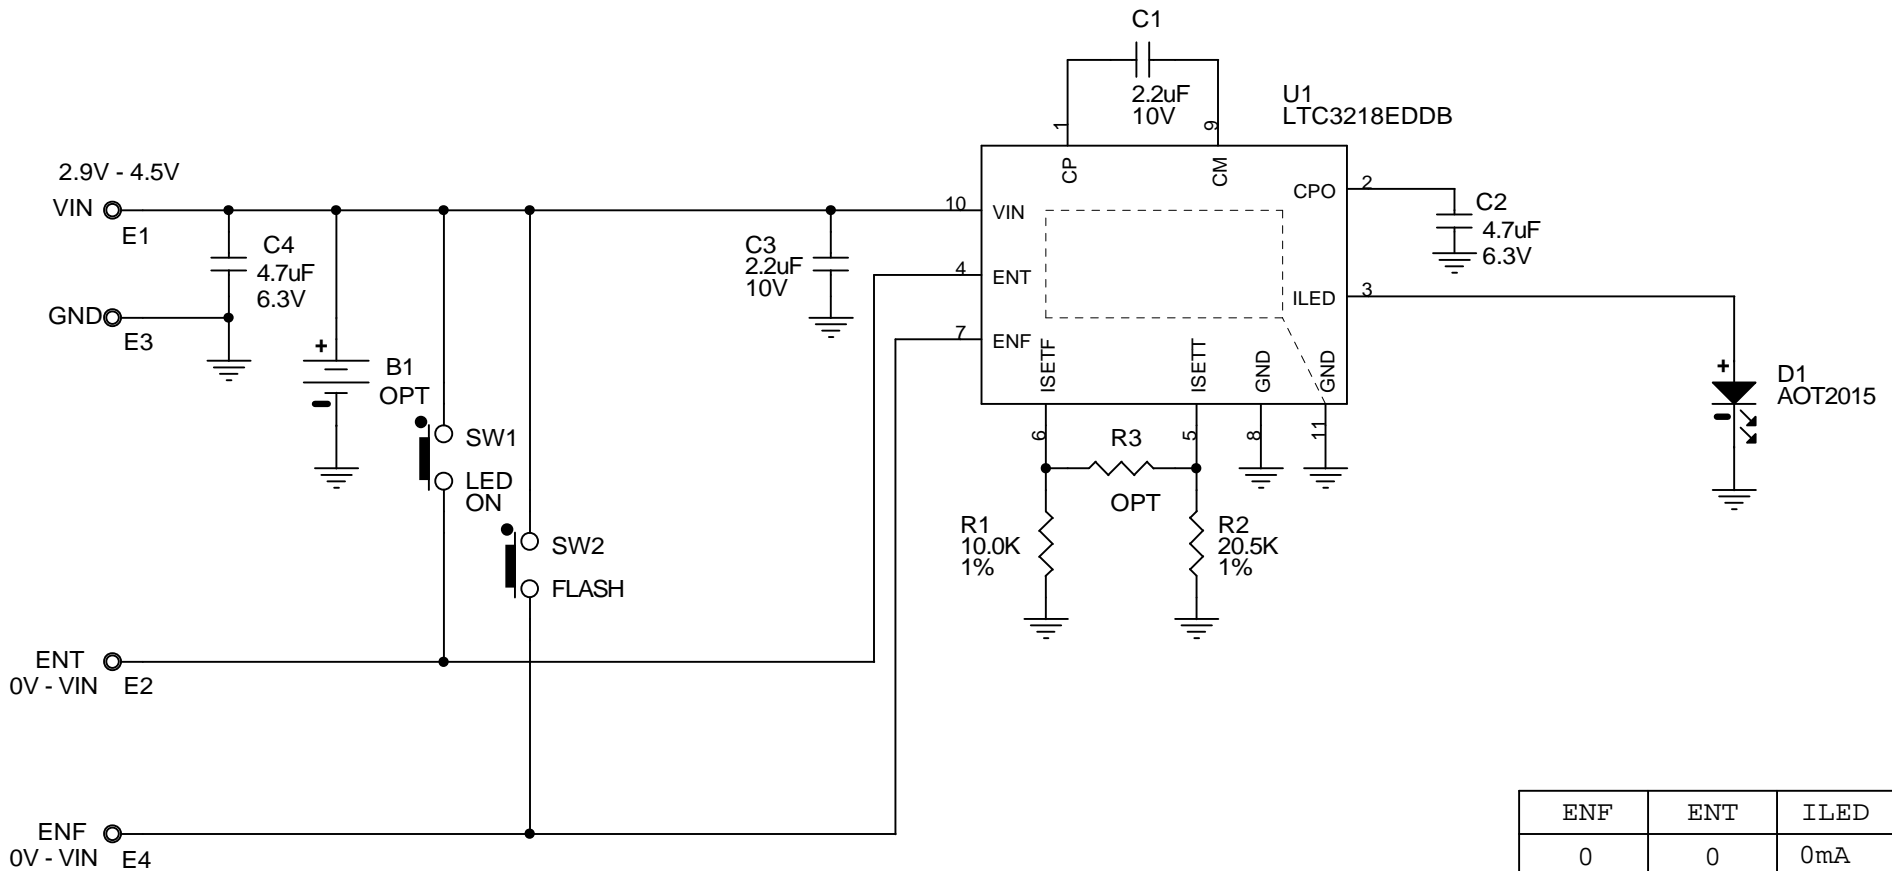 C1
2.2uF
10V
U1
LTC3218EDDB
1
9
CP
CM
2.9V - 4.5V
VIN
E1
10
VIN
CPO
2
C2
4.7uF
6.3V
C4
4.7uF
6.3V
C3
2.2uF
10V
4
ENT
ILED
3
GND
E3
7
ENF
ISETF
ISETT
GND
GND
+
B1
OPT
-
+
D1
AOT2015
-
SW1
LED
ON
6
R3
5
8
11
OPT
R1
10.0K
1%
R2
20.5K
1%
SW2
FLASH
ENT
0V - VIN
E2
ENF
0V - VIN
E4
ENF ENT ILED
0 0 0mA